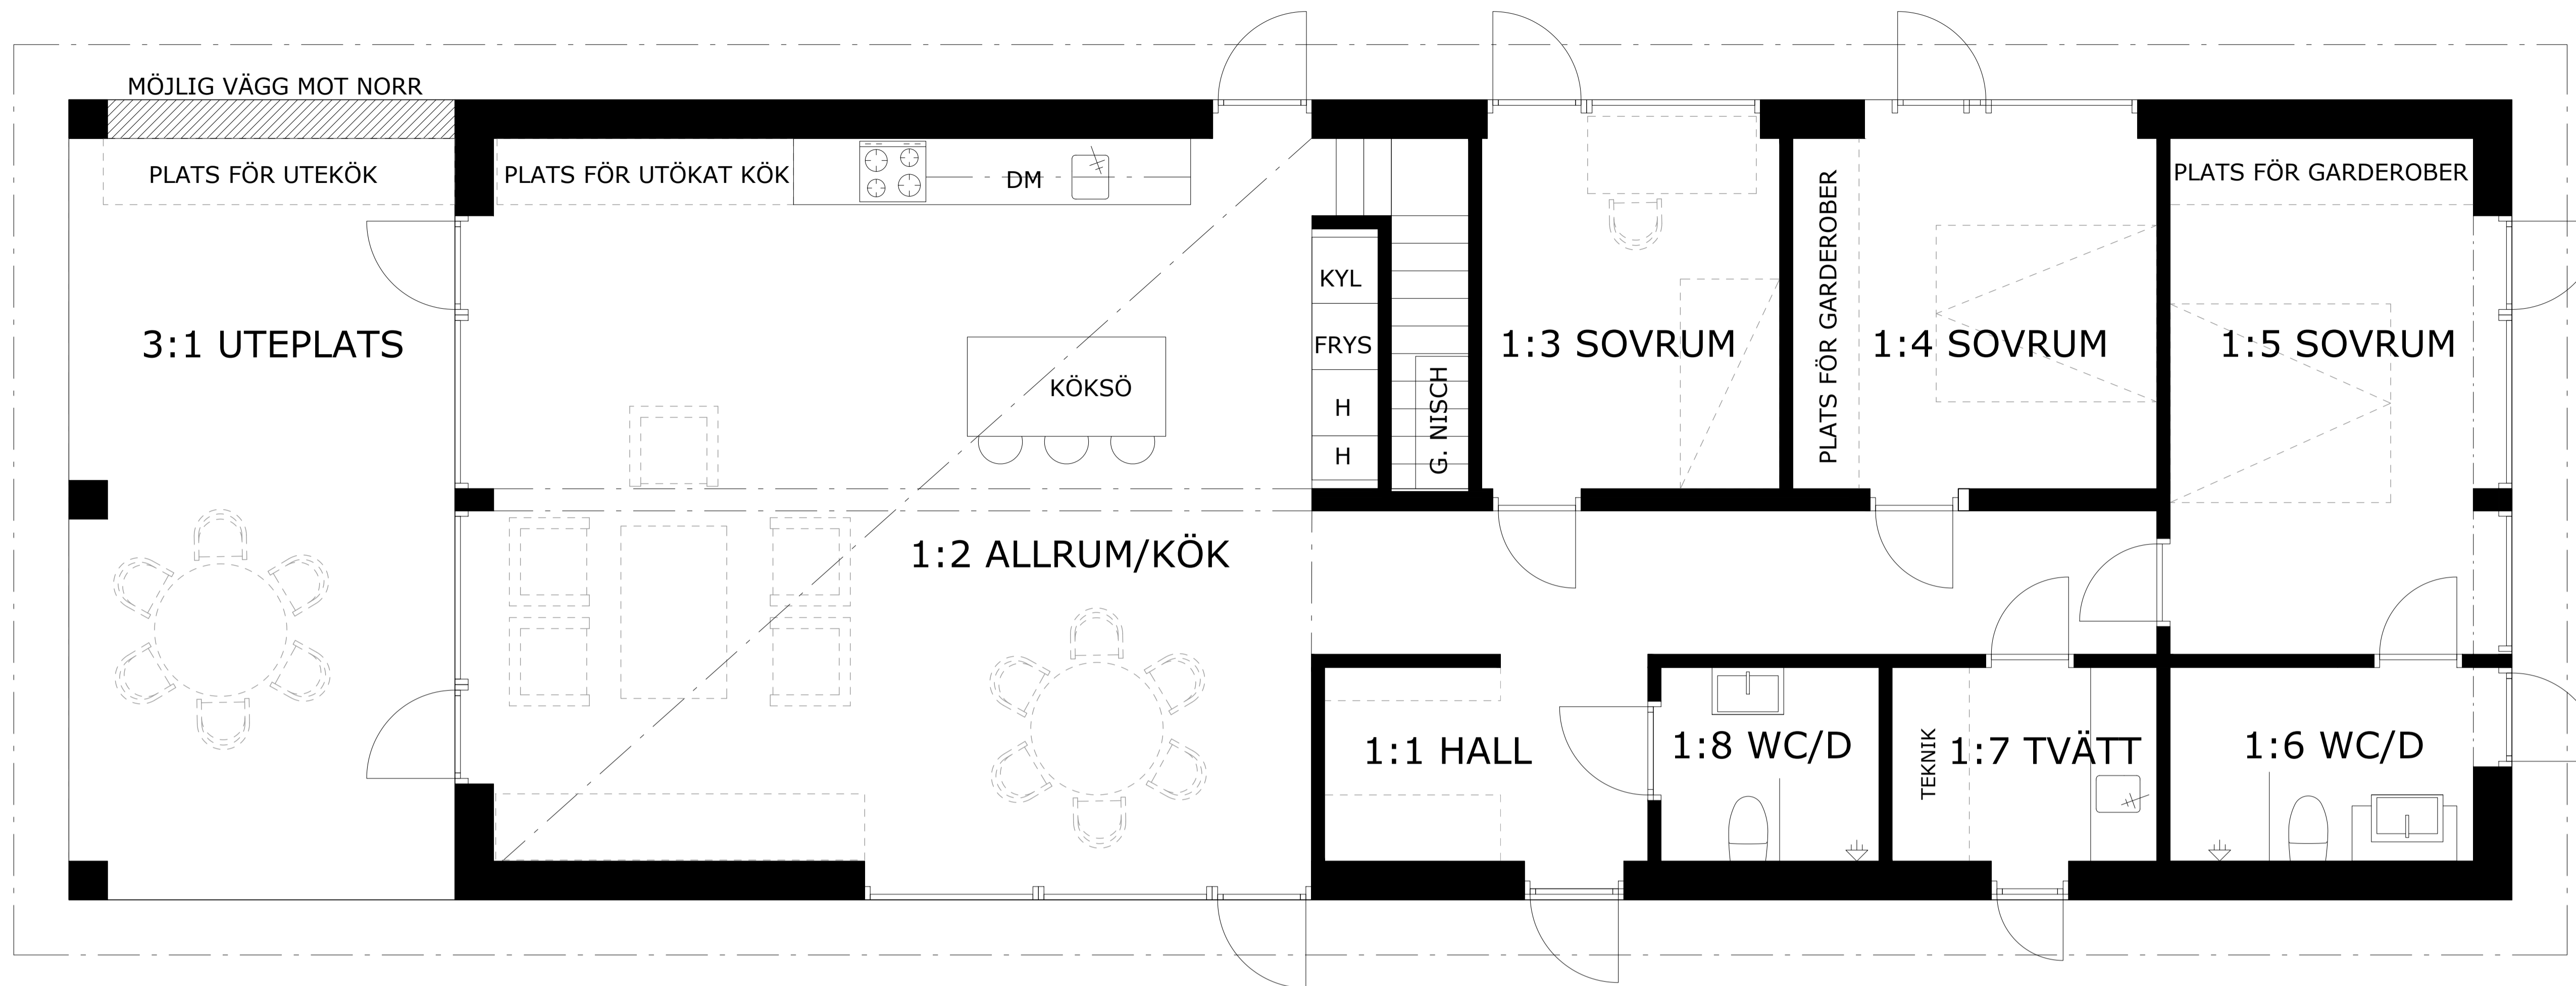 MÖJLIG VÄGG MOT NORR
PLATS FÖR UTEKÖK
PLATS FÖR UTÖKAT KÖK
DM
PLATS FÖR GARDEROBER
PLATS FÖR GARDEROBER
KYL
FRYS
H
H
G. NISCH
KÖKSÖ
3:1 UTEPLATS
1:3 SOVRUM
1:4 SOVRUM
1:5 SOVRUM
1:2 ALLRUM/KÖK
1:1 HALL
1:8 WC/D
TEKNIK
1:7 TVÄTT
1:6 WC/D